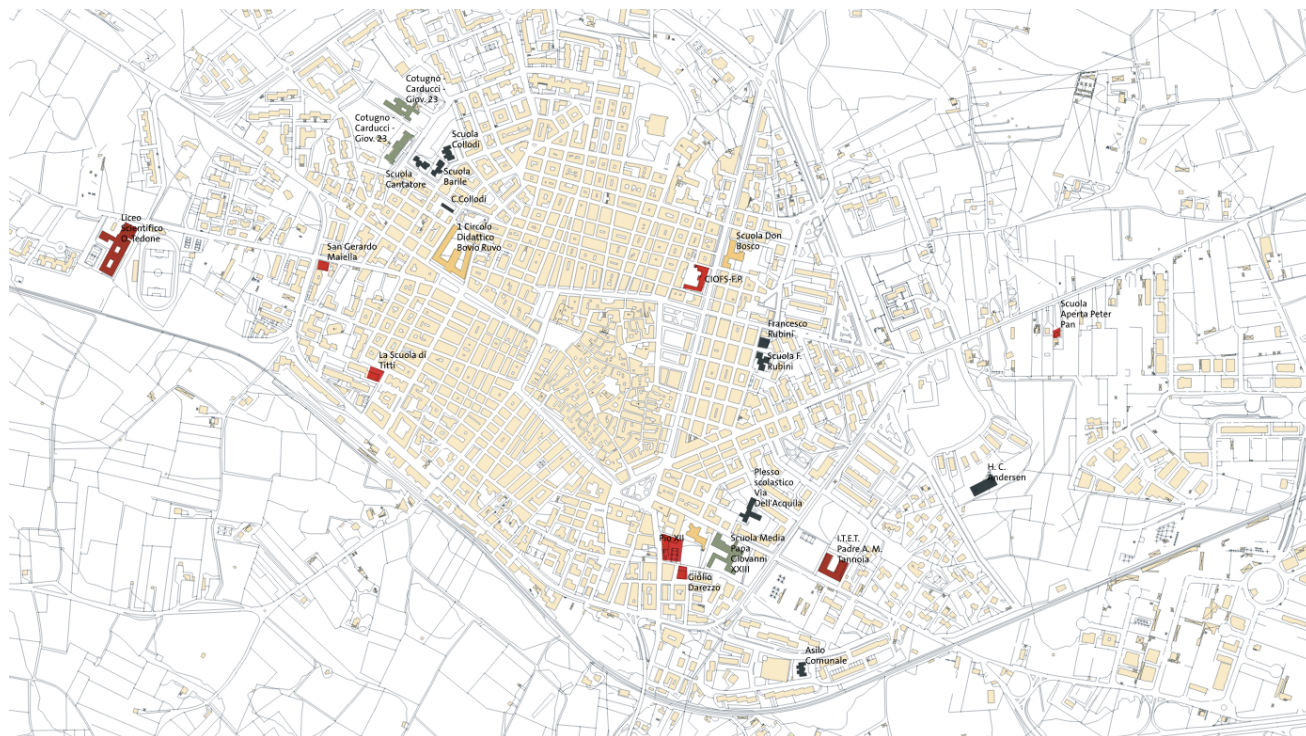 Cotugno
Carducci -
Giov. 23
Cotugno -
Carducci -
Giov. 23
Scuola
Collodi
Scuola
Cantatore
Scuola
Barile
C.Collodi
Liceo
Scientifico
O. Tedone
San Gerardo
Maiella
1 Circolo
Didattico
Bovio Ruvo
Scuola Don
Bosco
CIOFS-F.P.
Scuola
Aperta Peter
Pan
Francesco
Rubini
Scuola F.
Rubini
La Scuola di
Titti
H. C.
Andersen
Plesso
scolastico
Via
Dell'Acquila
Pio XII
Scuola Media
Papa
Giovanni
XXIII
I.T.E.T.
Padre A. M.
Tannoia
Giulio
Darezzo
Asilo
Comunale